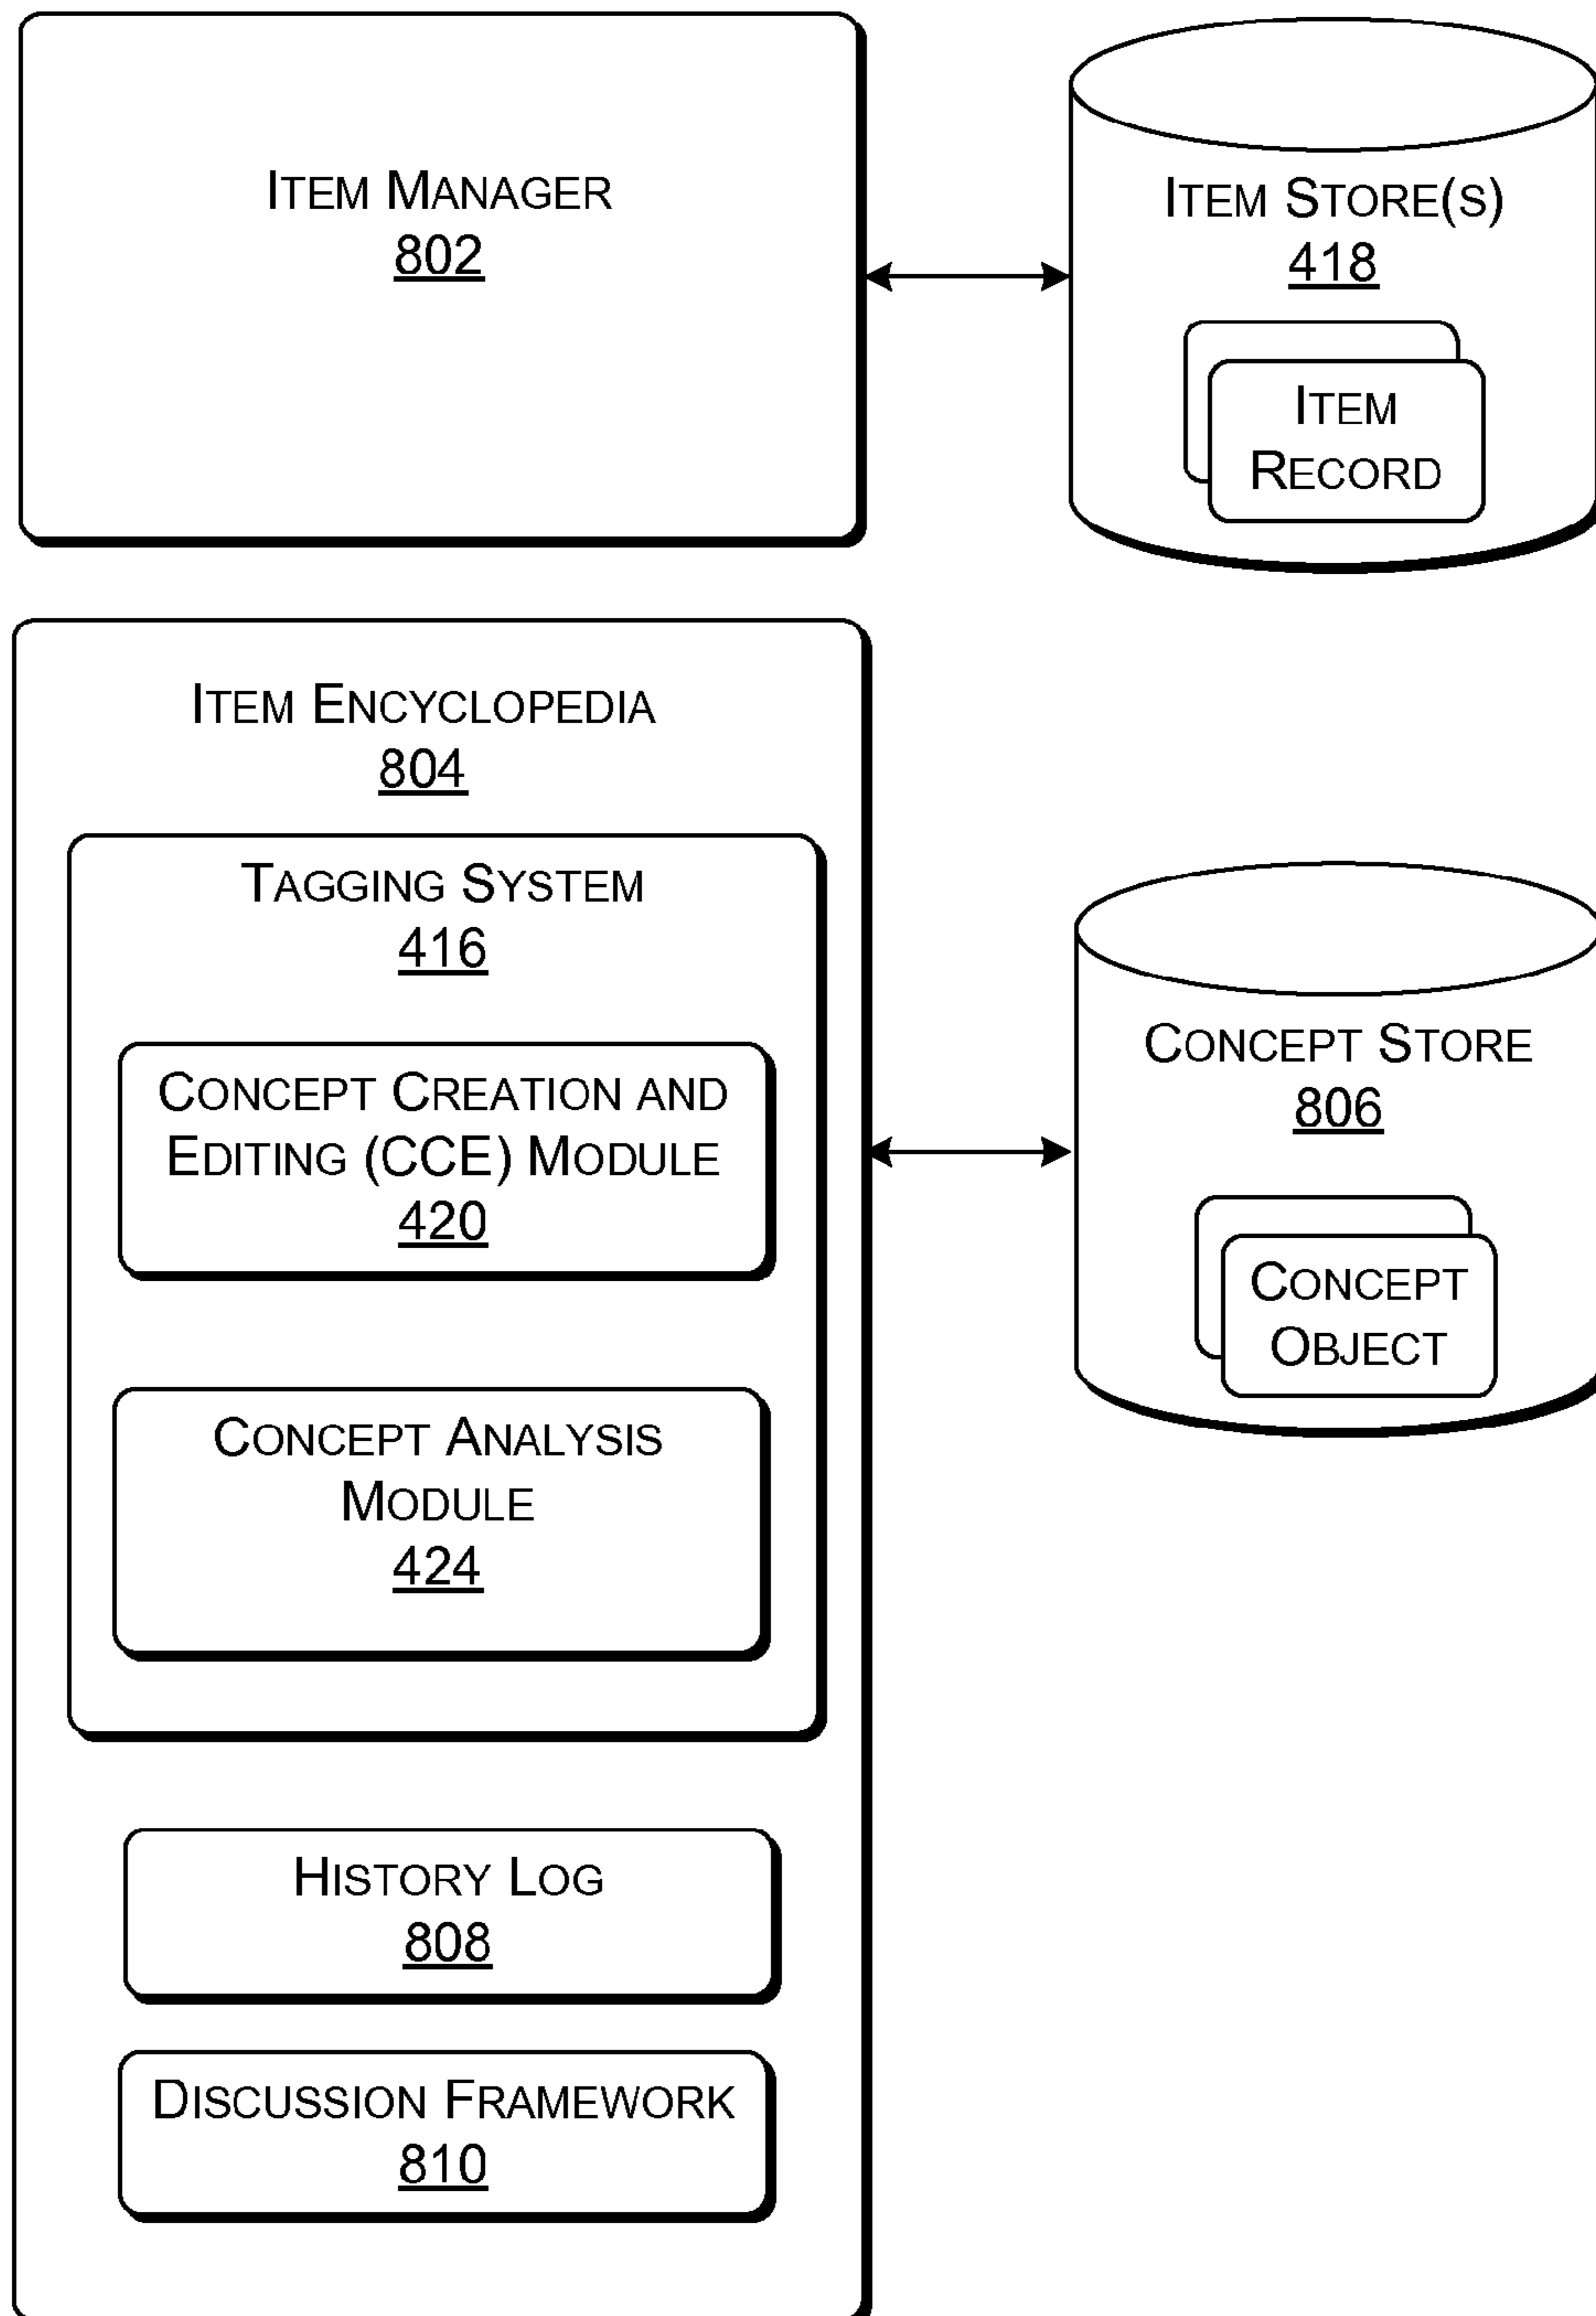 ITEM MANAGER
802
ITEM STORE(S)
418
ITEM
RECORD
ITEM ENCYCLOPEDIA
804
TAGGING SYSTEM
416
CONCEPT CREATION AND
EDITING (CCE) MODULE
420
CONCEPT ANALYSIS
MODULE
424
HISTORY LOG
808
DISCUSSION FRAMEWORK
810
CONCEPT STORE
806
CONCEPT
OBJECT